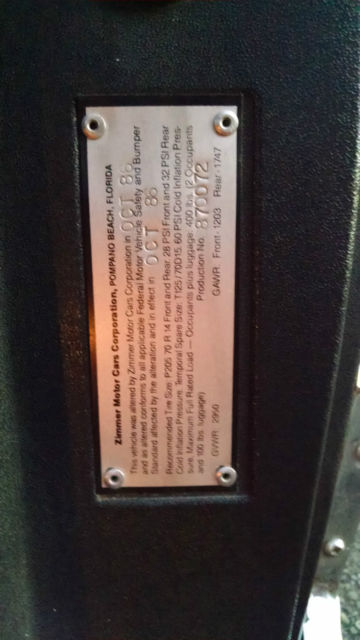 Zimmer Motor Cars Corporation, POMPANO BEACH, FLORIDA
This vehicle was altered by Zimmer Motor Cars Corporation in OCT 86
and as altered conforms to all applicable Federal Motor Vehicle Safety and Bumper
Standard affected by the alteration and in effect in OCT 86
Recommended Tire Size: P205 70 R 14 Front and Rear, 28 PSI Front and 32 PSI Rear
Cold Inflation Pressure, Temporal Spare Size: T125/70D15, 60 PSI Cold Inflation Pres-
sure, Maximum Full Rated Load — Occupants plus luggage: 400 lbs. (2 Occupants
and 100 lbs. luggage) Production No. 870072
GVWR 2950 GAWR Front - 1203 Rear - 1747